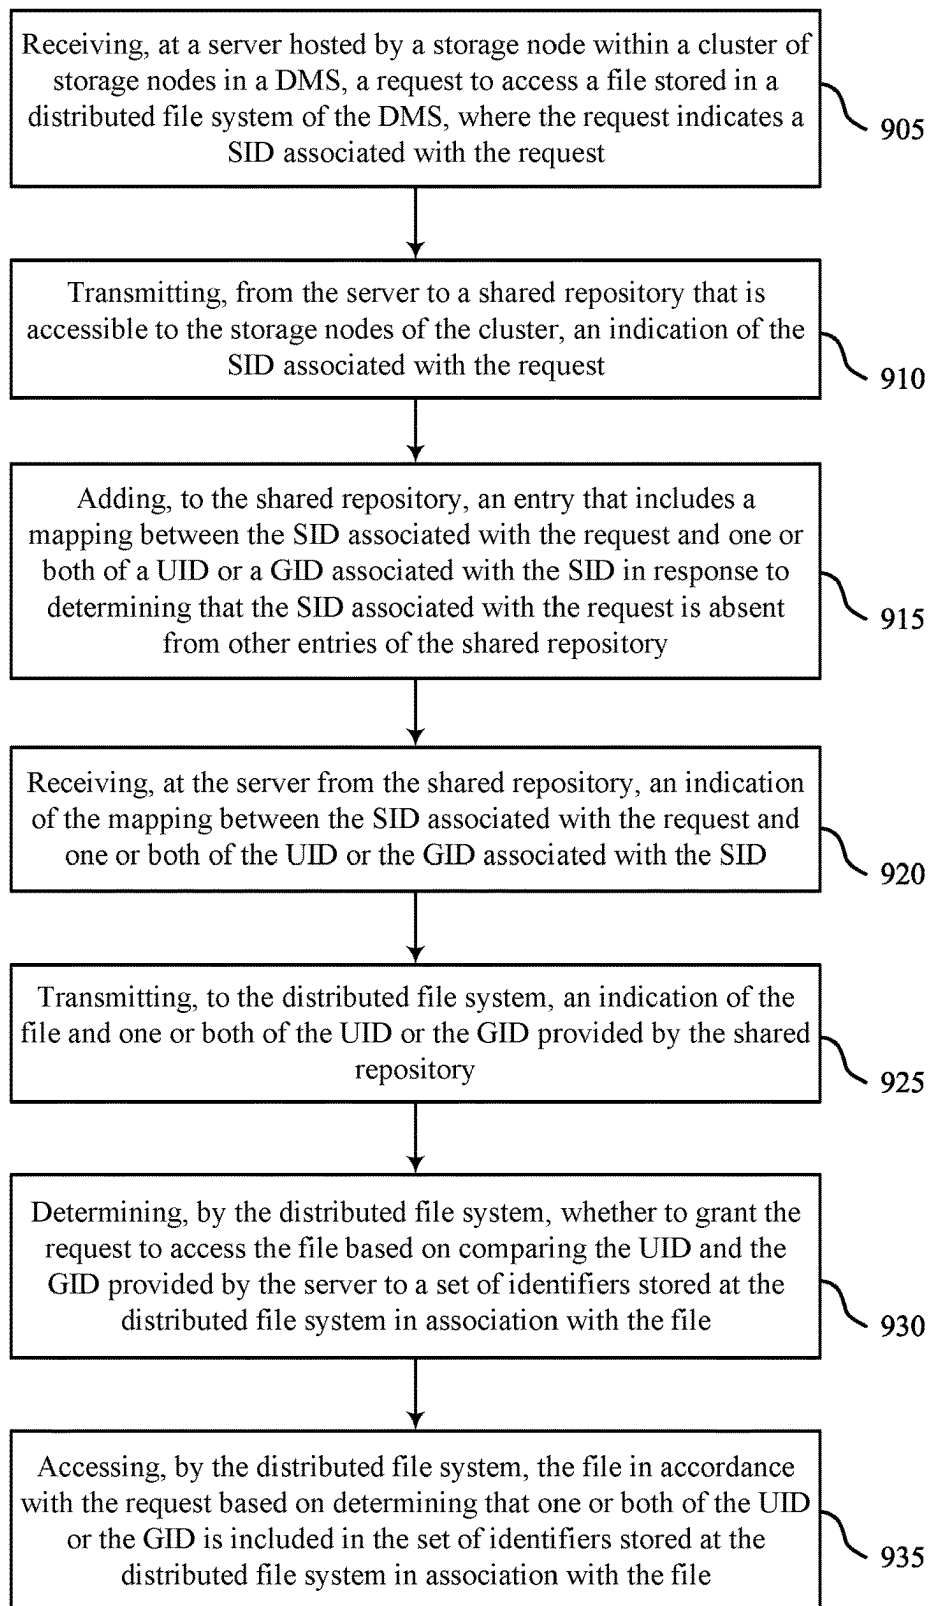 Receiving, at a server hosted by a storage node within a cluster of
storage nodes in a DMS, a request to access a file stored in a
distributed file system of the DMS, where the request indicates a
SID associated with the request
905
Transmitting, from the server to a shared repository that is
accessible to the storage nodes of the cluster, an indication of the
SID associated with the request
910
Adding, to the shared repository, an entry that includes a
mapping between the SID associated with the request and one or
both of a UID or a GID associated with the SID in response to
determining that the SID associated with the request is absent
from other entries of the shared repository
915
Receiving, at the server from the shared repository, an indication
of the mapping between the SID associated with the request and
one or both of the UID or the GID associated with the SID
920
Transmitting, to the distributed file system, an indication of the
file and one or both of the UID or the GID provided by the shared
repository
925
Determining, by the distributed file system, whether to grant the
request to access the file based on comparing the UID and the
GID provided by the server to a set of identifiers stored at the
distributed file system in association with the file
930
Accessing, by the distributed file system, the file in accordance
with the request based on determining that one or both of the UID
or the GID is included in the set of identifiers stored at the
distributed file system in association with the file
935